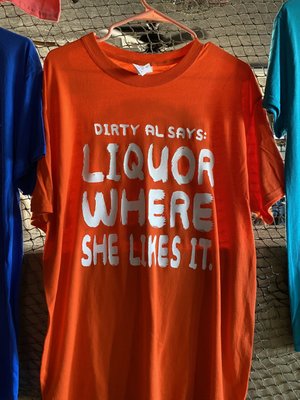 DIRTY AL SAYS:
LIQUOR
WHERE
SHE LIKES IT.